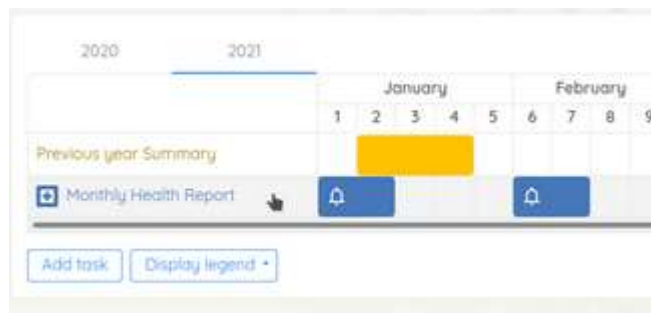 2020 2021
January February
1 2 3 4 5 6 7 8 9
Previous year Summary
Monthly Health Report
Add task Display legend